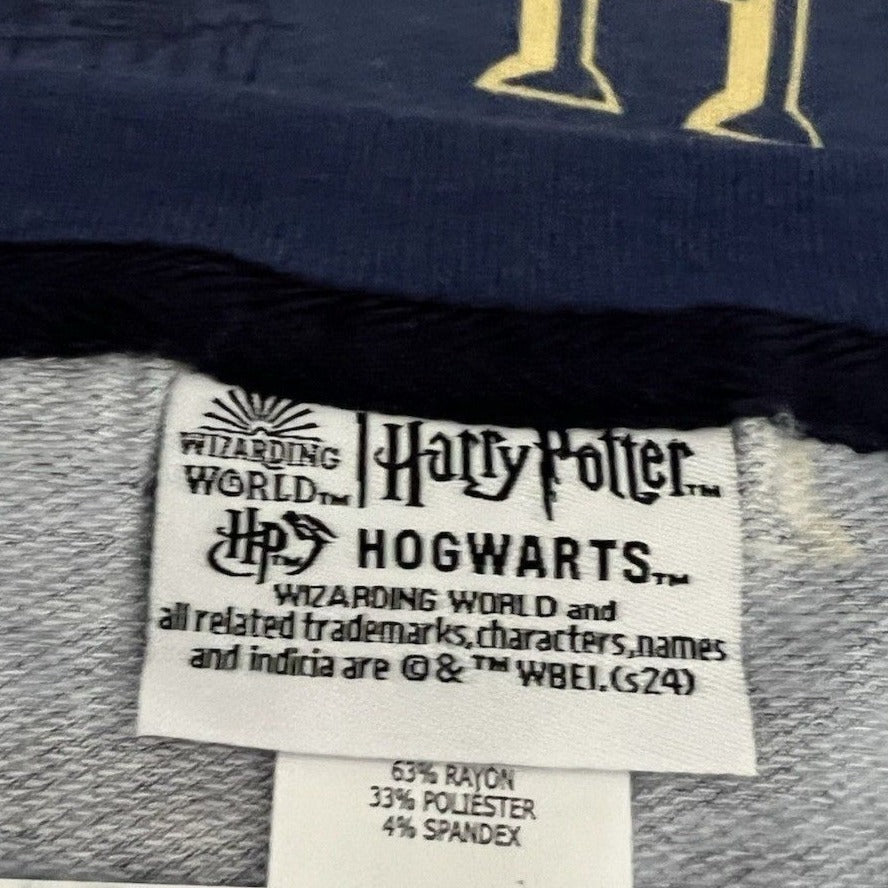 WIZARDING
WORLD™
Harry Potter™
HP™ HOGWARTS™
WIZARDING WORLD and
all related trademarks,characters,names
and indicia are ©&™ WBEI.(s24)
63% RAYON
33% POLIESTER
4% SPANDEX